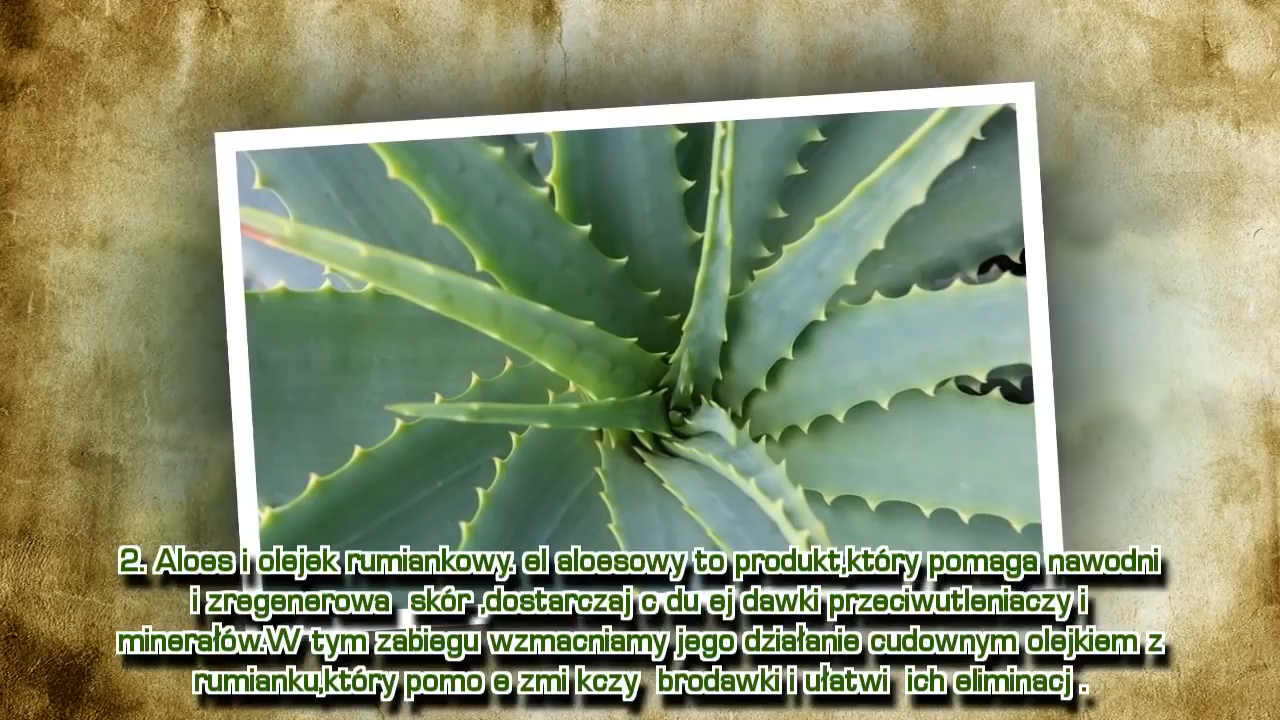 2. Aloes i olejek rumiankowy. el aloesowy to produkt,który pomaga nawodni
i zregenerowa  skór ,dostarczaj c du ej dawki przeciwutleniaczy i
minerałów.W tym zabiegu wzmacniamy jego działanie cudownym olejkiem z
rumianku,który pomo e zmi kczy  brodawki i ułatwi  ich eliminacj .